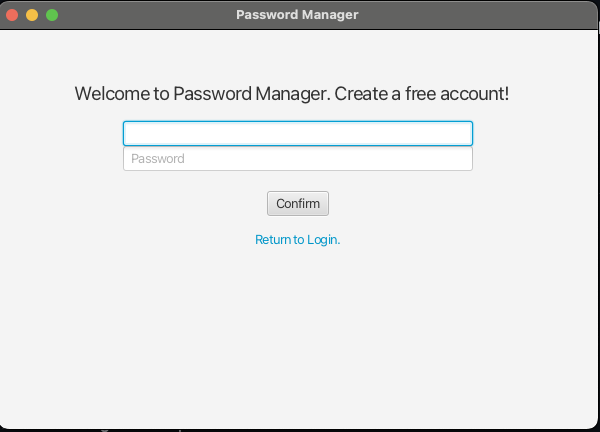 Password Manager
Welcome to Password Manager. Create a free account!
Password
Confirm
Return to Login.